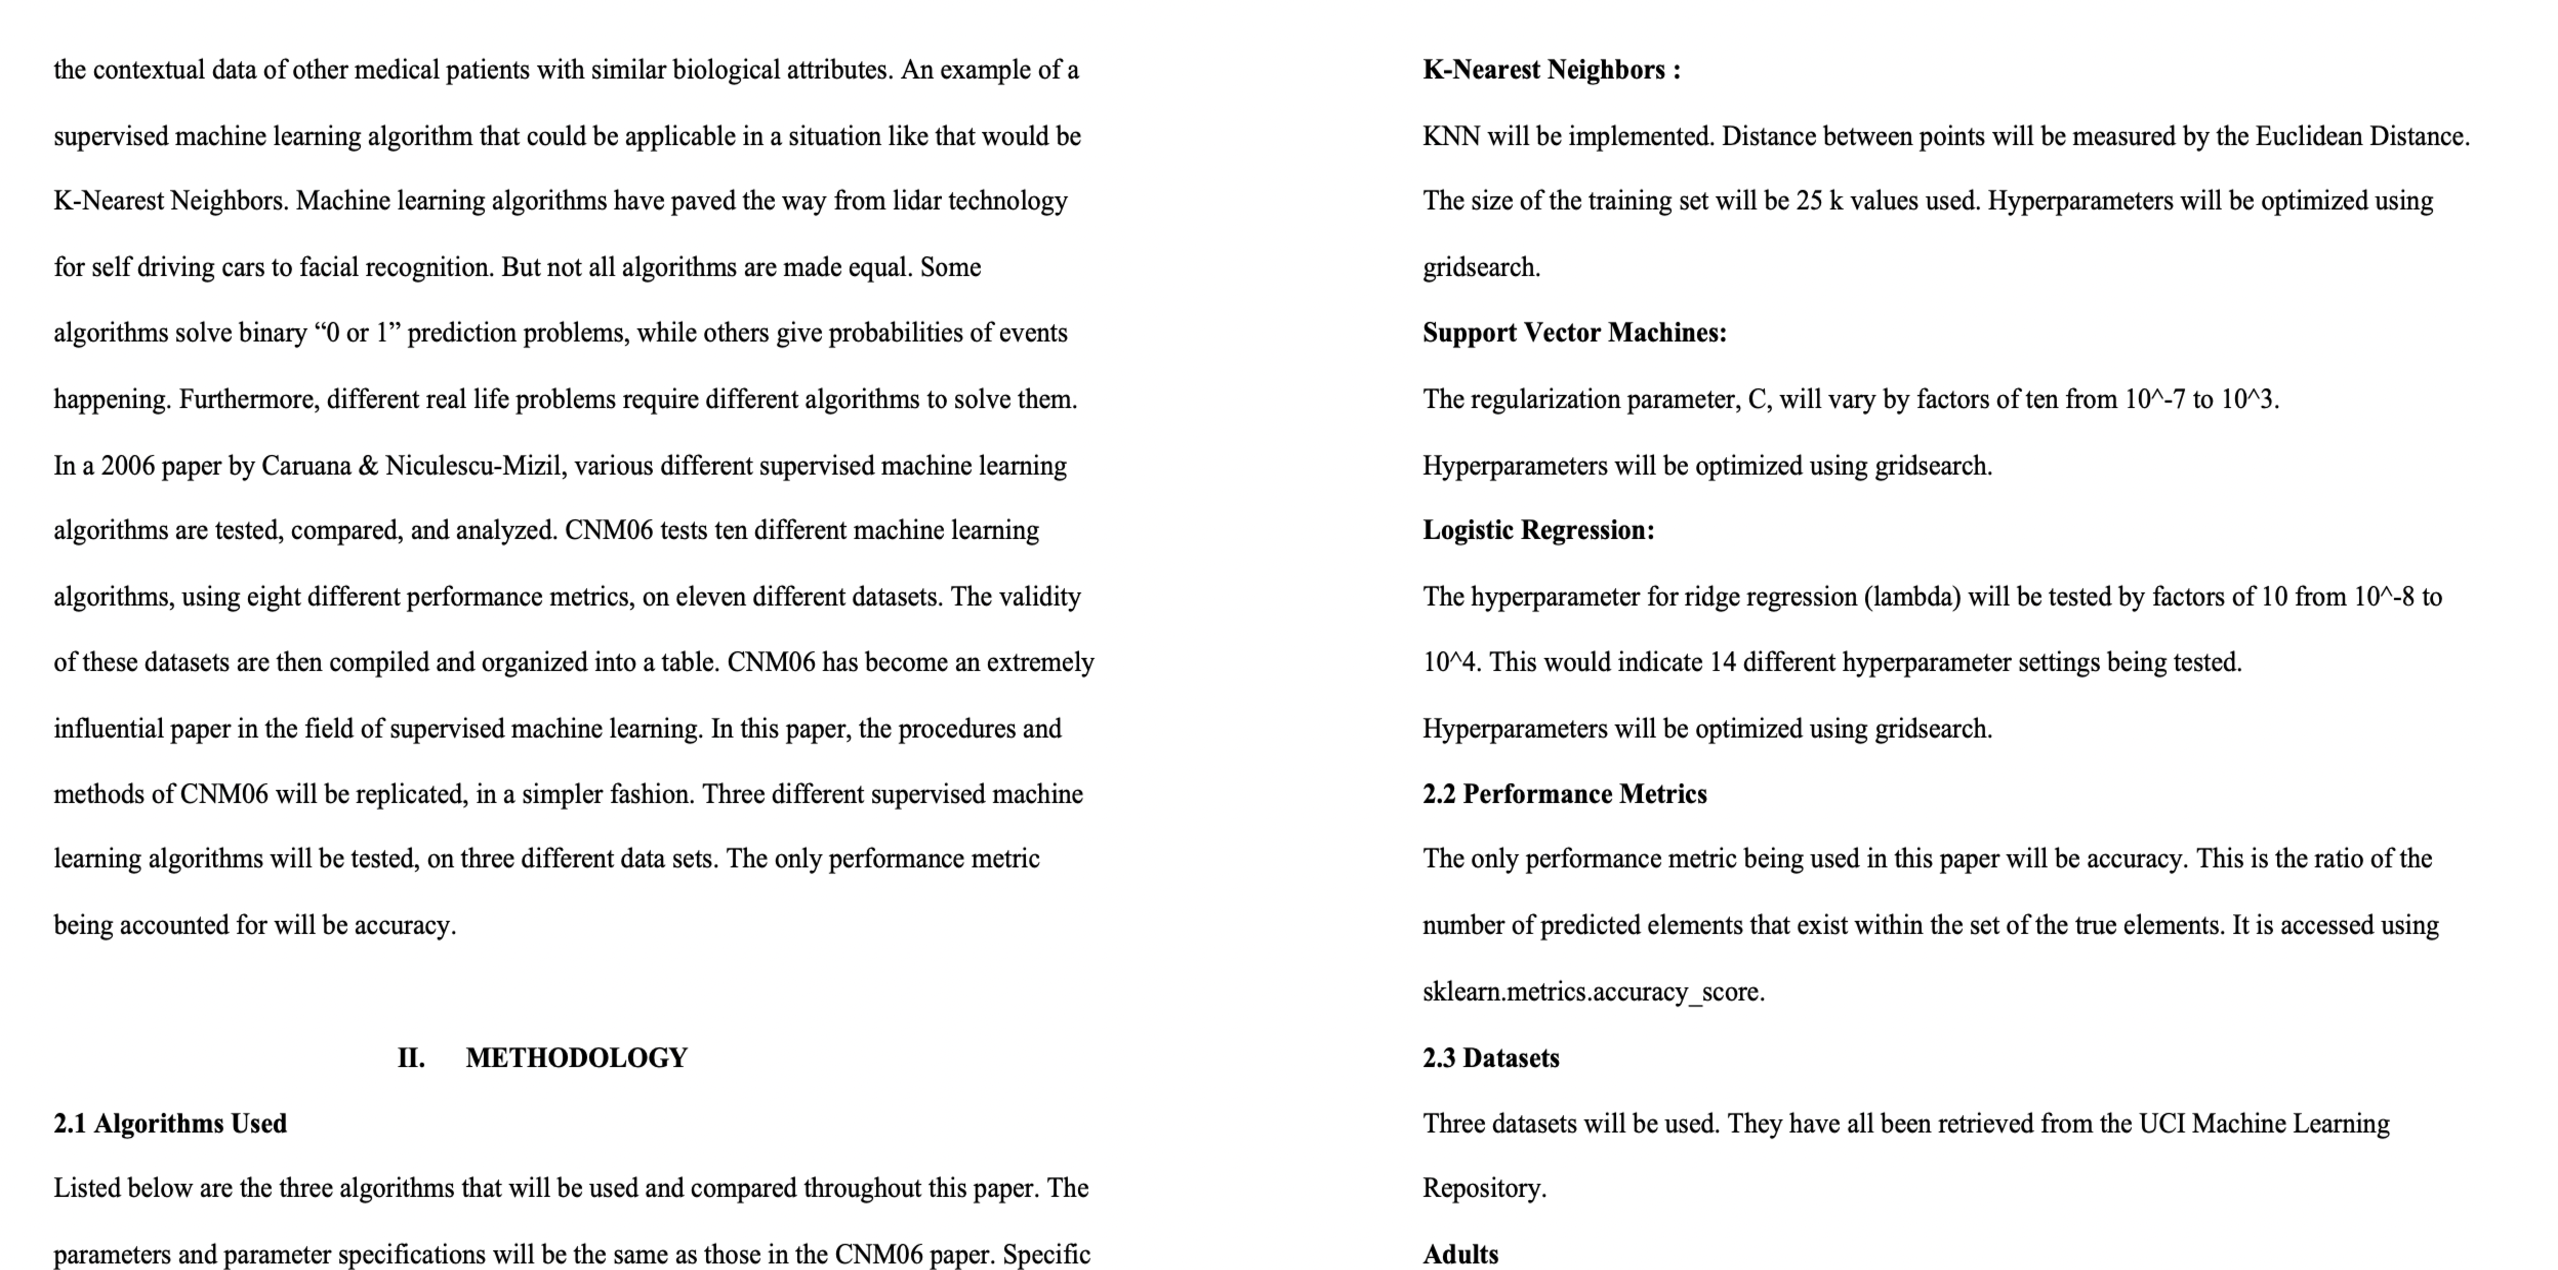 the contextual data of other medical patients with similar biological attributes. An example of a
supervised machine learning algorithm that could be applicable in a situation like that would be
K-Nearest Neighbors. Machine learning algorithms have paved the way from lidar technology
for self driving cars to facial recognition. But not all algorithms are made equal. Some
algorithms solve binary “0 or 1” prediction problems, while others give probabilities of events
happening. Furthermore, different real life problems require different algorithms to solve them.
In a 2006 paper by Caruana & Niculescu-Mizil, various different supervised machine learning
algorithms are tested, compared, and analyzed. CNM06 tests ten different machine learning
algorithms, using eight different performance metrics, on eleven different datasets. The validity
of these datasets are then compiled and organized into a table. CNM06 has become an extremely
influential paper in the field of supervised machine learning. In this paper, the procedures and
methods of CNM06 will be replicated, in a simpler fashion. Three different supervised machine
learning algorithms will be tested, on three different data sets. The only performance metric
being accounted for will be accuracy.
II. METHODOLOGY
2.1 Algorithms Used
Listed below are the three algorithms that will be used and compared throughout this paper. The
parameters and parameter specifications will be the same as those in the CNM06 paper. Specific
K-Nearest Neighbors :
KNN will be implemented. Distance between points will be measured by the Euclidean Distance.
The size of the training set will be 25 k values used. Hyperparameters will be optimized using
gridsearch.
Support Vector Machines:
The regularization parameter, C, will vary by factors of ten from 10^-7 to 10^3.
Hyperparameters will be optimized using gridsearch.
Logistic Regression:
The hyperparameter for ridge regression (lambda) will be tested by factors of 10 from 10^-8 to
10^4. This would indicate 14 different hyperparameter settings being tested.
Hyperparameters will be optimized using gridsearch.
2.2 Performance Metrics
The only performance metric being used in this paper will be accuracy. This is the ratio of the
number of predicted elements that exist within the set of the true elements. It is accessed using
sklearn.metrics.accuracy_score.
2.3 Datasets
Three datasets will be used. They have all been retrieved from the UCI Machine Learning
Repository.
Adults